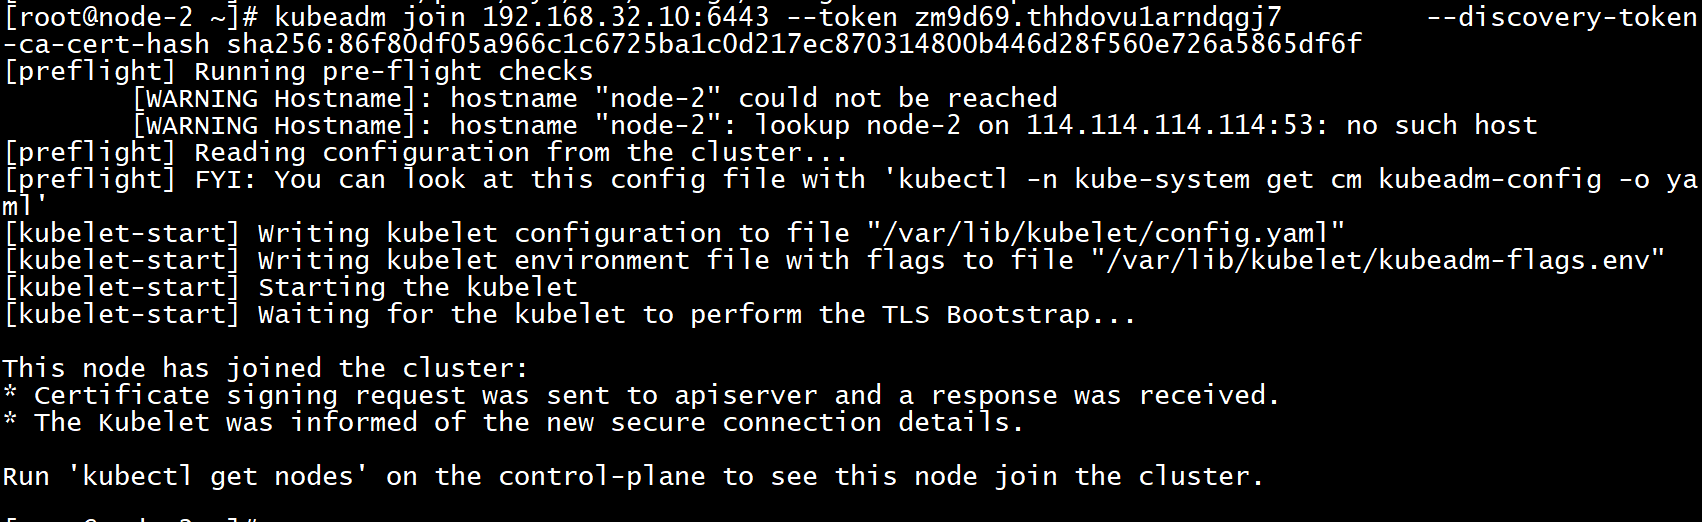 [root@node-2 ~]# kubeadm join 192.168.32.10:6443 --token zm9d69.thhdovu1arndqgj7         --discovery-token
-ca-cert-hash sha256:86f80df05a966c1c6725ba1c0d217ec870314800b446d28f560e726a5865df6f
[preflight] Running pre-flight checks
        [WARNING Hostname]: hostname "node-2" could not be reached
        [WARNING Hostname]: hostname "node-2": lookup node-2 on 114.114.114.114:53: no such host
[preflight] Reading configuration from the cluster...
[preflight] FYI: You can look at this config file with 'kubectl -n kube-system get cm kubeadm-config -o ya
ml'
[kubelet-start] Writing kubelet configuration to file "/var/lib/kubelet/config.yaml"
[kubelet-start] Writing kubelet environment file with flags to file "/var/lib/kubelet/kubeadm-flags.env"
[kubelet-start] Starting the kubelet
[kubelet-start] Waiting for the kubelet to perform the TLS Bootstrap...

This node has joined the cluster:
* Certificate signing request was sent to apiserver and a response was received.
* The Kubelet was informed of the new secure connection details.

Run 'kubectl get nodes' on the control-plane to see this node join the cluster.